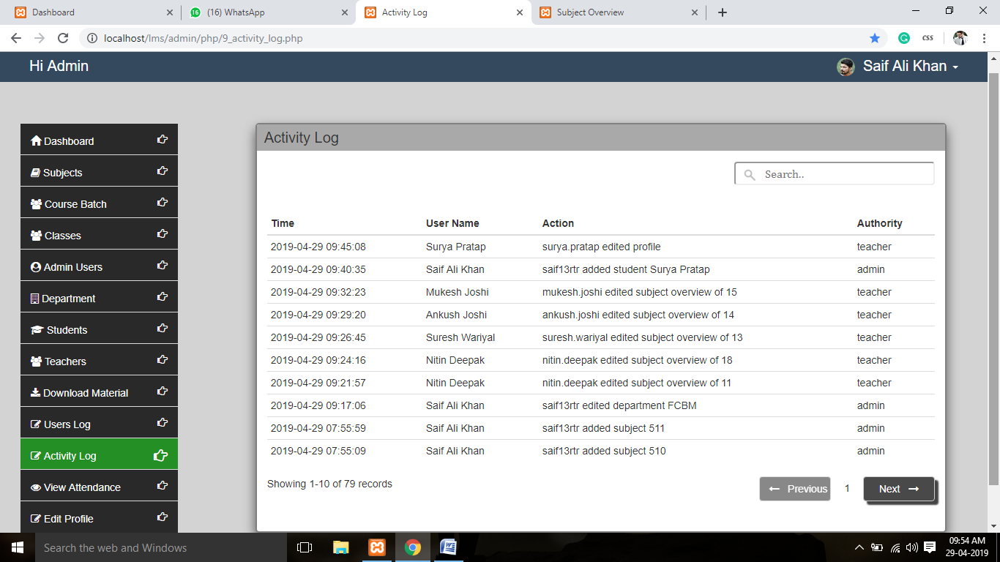 Dashboard (16) WhatsApp Activity Log Subject Overview
localhost/lms/admin/php/9_activity_log.php css
Hi Admin Saif Ali Khan
Dashboard
Subjects
Course Batch
Classes
Admin Users
Department
Students
Teachers
Download Material
Users Log
Activity Log
View Attendance
Edit Profile
Activity Log
Search..
Time User Name Action Authority
2019-04-29 09:45:08 Surya Pratap surya.pratap edited profile teacher
2019-04-29 09:40:35 Saif Ali Khan saif13rtr added student Surya Pratap admin
2019-04-29 09:32:23 Mukesh Joshi mukesh.joshi edited subject overview of 15 teacher
2019-04-29 09:29:20 Ankush Joshi ankush.joshi edited subject overview of 14 teacher
2019-04-29 09:26:45 Suresh Wariyal suresh.wariyal edited subject overview of 13 teacher
2019-04-29 09:24:16 Nitin Deepak nitin.deepak edited subject overview of 18 teacher
2019-04-29 09:21:57 Nitin Deepak nitin.deepak edited subject overview of 11 teacher
2019-04-29 09:17:06 Saif Ali Khan saif13rtr edited department FCBM admin
2019-04-29 07:55:59 Saif Ali Khan saif13rtr added subject 511 admin
2019-04-29 07:55:09 Saif Ali Khan saif13rtr added subject 510 admin
Showing 1-10 of 79 records Previous 1 Next
Search the web and Windows
09:54 AM
29-04-2019